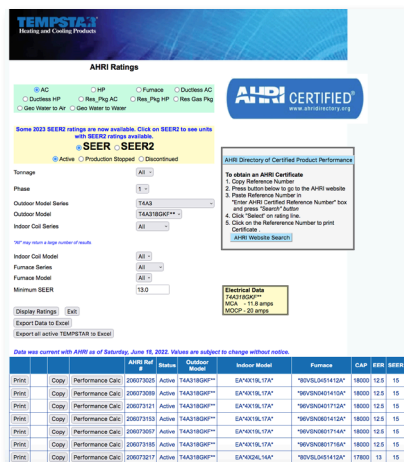 TEMPSTAR
Heating and Cooling Products
AHRI Ratings
AC HP Furnace Ductless AC
Ductless HP Res_Pkg AC Res_Pkg HP Res Gas Pkg
Geo Water to Air Geo Water to Water
AHRI CERTIFIED®
www.ahridirectory.org
Some 2023 SEER2 ratings are now available. Click on SEER2 to see units
with SEER2 ratings available.
SEER SEER2
Active Production Stopped Discontinued
Tonnage All
Phase 1
Outdoor Model Series T4A3
Outdoor Model T4A318GKF**
Indoor Coil Series All
"All" may return a large number of results
Indoor Coil Model All
Furnace Series All
Furnace Model All
Minimum SEER 13.0
AHRI Directory of Certified Product Performance
To obtain an AHRI Certificate
1. Copy Reference Number
2. Press button below to go to the AHRI website
3. Paste Reference Number in
"Enter AHRI Certified Reference Number" box
and press "Search" button
4. Click "Select" on rating line.
5. Click on the Refererence Number to print
Certificate .
AHRI Website Search
Electrical Data
T4A318GKF**
MCA - 11.8 amps
MOCP - 20 amps
Display Ratings Exit
Export Data to Excel
Export all active TEMPSTAR to Excel
Data was current with AHRI as of Saturday, June 18, 2022. Values are subject to change without notice.
AHRI Ref # Status Outdoor Model Indoor Model Furnace CAP EER SEER
Print Copy Performance Calc 206073025 Active T4A318GKF** EA*4X19L17A* *80VSL0451412A* 18000 12.5 15
Print Copy Performance Calc 206073089 Active T4A318GKF** EA*4X19L17A* *96VSN0401412A* 18000 12.5 15
Print Copy Performance Calc 206073121 Active T4A318GKF** EA*4X19L17A* *96VSN0401712A* 18000 12.5 15
Print Copy Performance Calc 206073153 Active T4A318GKF** EA*4X19L17A* *96VSN0601412A* 18000 12.5 15
Print Copy Performance Calc 206073057 Active T4A318GKF** EA*4X19L17A* *96VSN0601714A* 18000 12.5 15
Print Copy Performance Calc 206073185 Active T4A318GKF** EA*4X19L17A* *96VSN0801716A* 18000 12.5 15
Print Copy Performance Calc 206073217 Active T4A318GKF** EA*4X24L14A* *80VSL0451412A* 17800 13 15